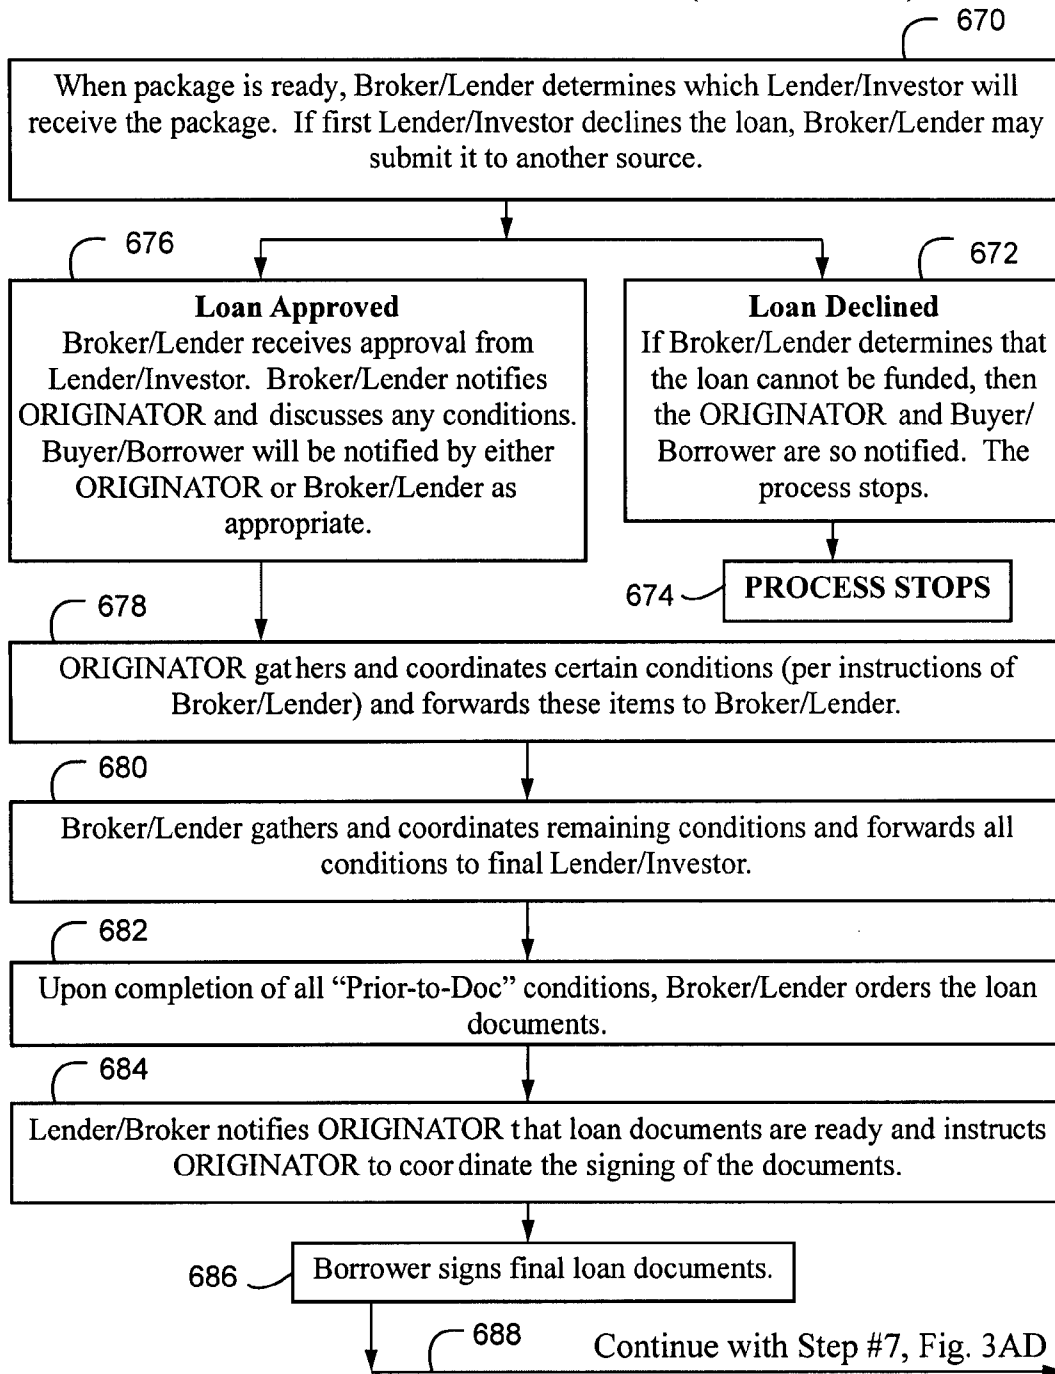 670
When package is ready, Broker/Lender determines which Lender/Investor will
receive the package. If first Lender/Investor declines the loan, Broker/Lender may
submit it to another source.
676
672
Loan Approved
Broker/Lender receives approval from
Lender/Investor. Broker/Lender notifies
ORIGINATOR and discusses any conditions.
Buyer/Borrower will be notified by either
ORIGINATOR or Broker/Lender as
appropriate.
Loan Declined
If Broker/Lender determines that
the loan cannot be funded, then
the ORIGINATOR and Buyer/
Borrower are so notified. The
process stops.
674
PROCESS STOPS
678
ORIGINATOR gathers and coordinates certain conditions (per instructions of
Broker/Lender) and forwards these items to Broker/Lender.
680
Broker/Lender gathers and coordinates remaining conditions and forwards all
conditions to final Lender/Investor.
682
Upon completion of all “Prior-to-Doc” conditions, Broker/Lender orders the loan
documents.
684
Lender/Broker notifies ORIGINATOR that loan documents are ready and instructs
ORIGINATOR to coordinate the signing of the documents.
686
Borrower signs final loan documents.
688
Continue with Step #7, Fig. 3AD